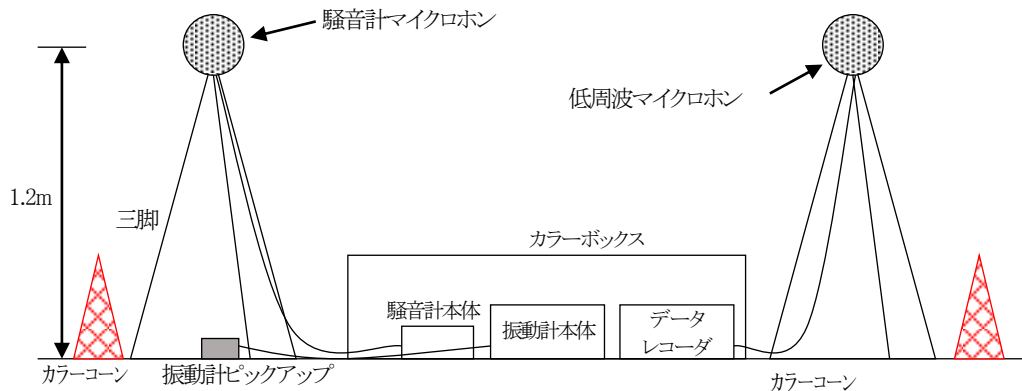 騒音計マイクロホン
低周波マイクロホン
1.2m
三脚
カラーボックス
騒音計本体
振動計本体
データ
レコーダ
カラーコーン
振動計ピックアップ
カラーコーン